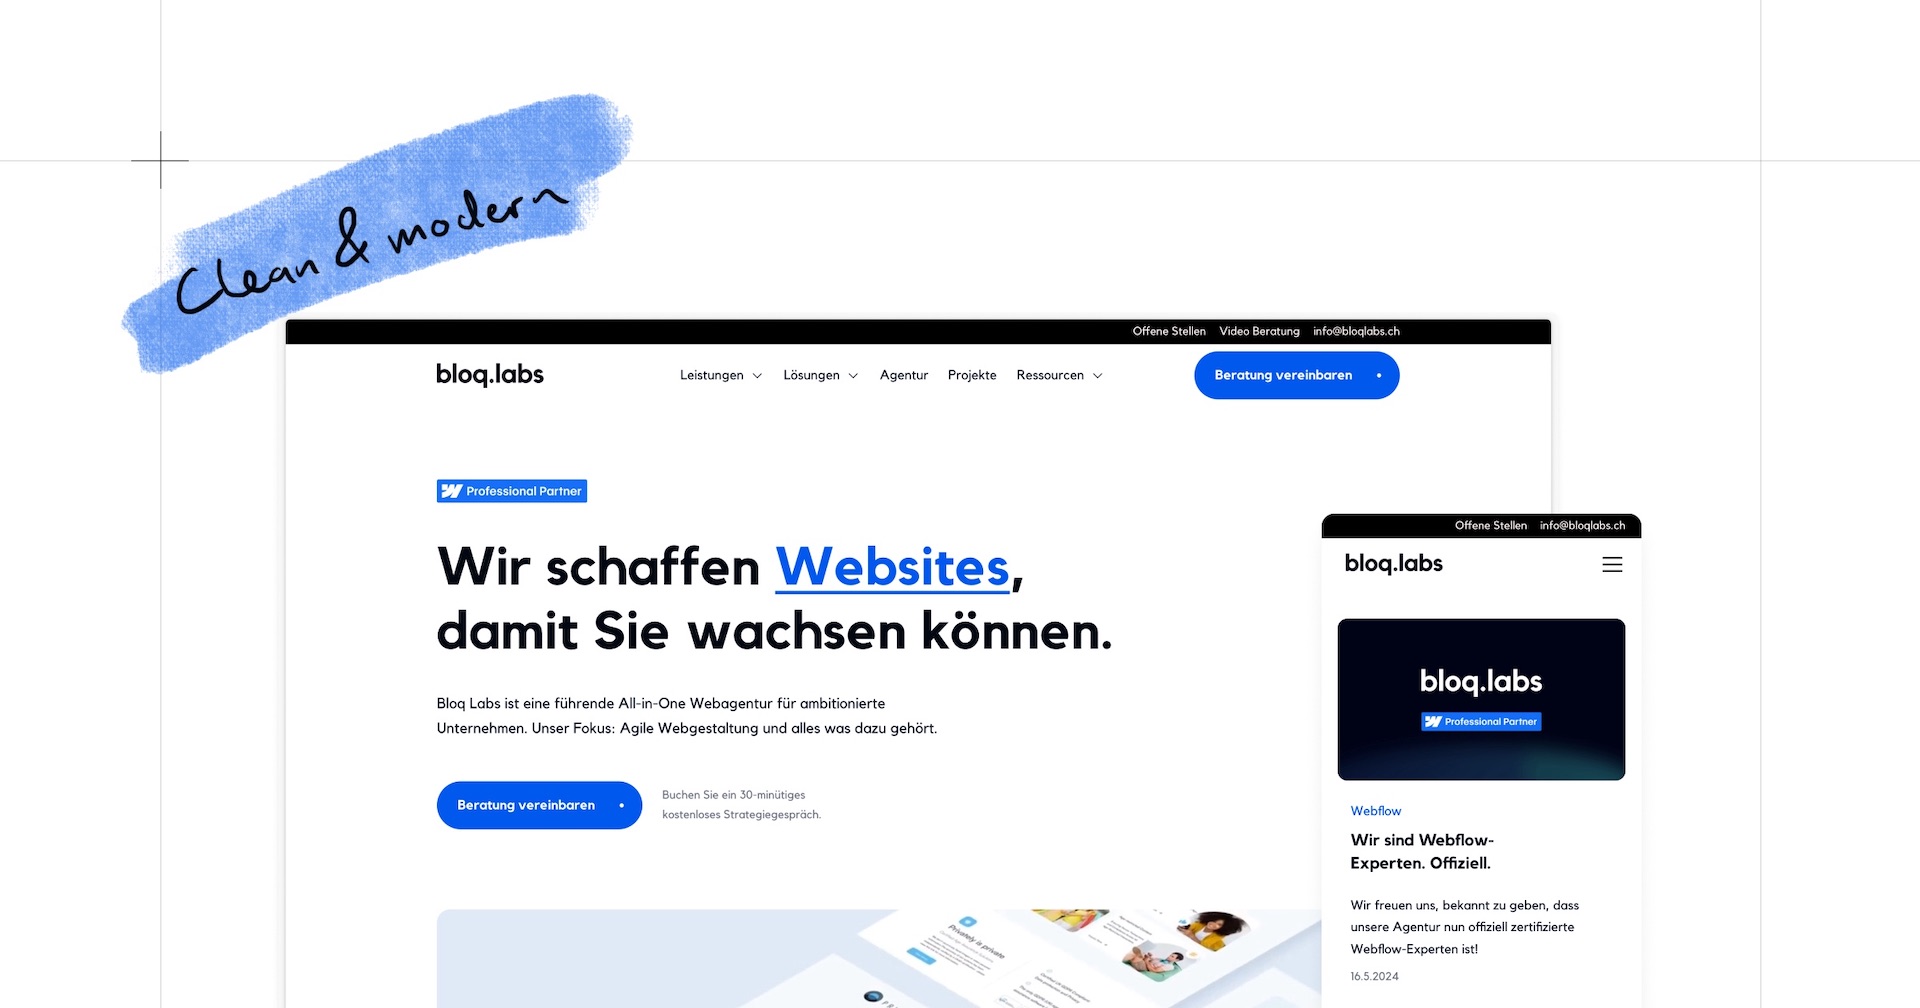 Clean & modern
Offene Stellen Video Beratung info@bloqlabs.ch
bloq.labs
Leistungen Lösungen Agentur Projekte Ressourcen
Beratung vereinbaren
Professional Partner
Wir schaffen Websites,
damit Sie wachsen können.
Bloq Labs ist eine führende All-in-One Webagentur für ambitionierte
Unternehmen. Unser Fokus: Agile Webgestaltung und alles was dazu gehört.
Beratung vereinbaren
Buchen Sie ein 30-minütiges
kostenloses Strategiegespräch.
Privately is private
Offene Stellen info@bloqlabs.ch
bloq.labs
bloq.labs
Professional Partner
Webflow
Wir sind Webflow-
Experten. Offiziell.
Wir freuen uns, bekannt zu geben, dass
unsere Agentur nun offiziell zertifizierte
Webflow-Experten ist!
16.5.2024